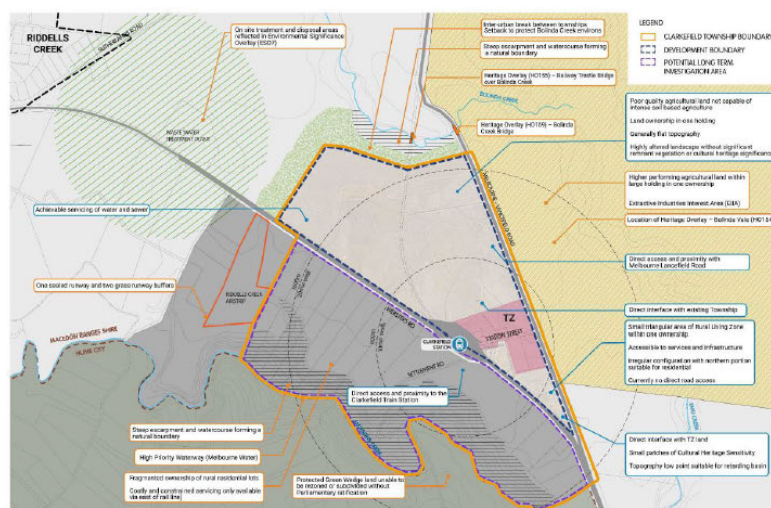 RIDDELLS
CREEK
On site treatment and disposal areas
reflected in Environmental Significance
Overlay (ESO7)
Inter-urban break between townships
Setback to protect Bolinda Creek environs
Steep escarpment and watercourse forming
a natural boundary
Heritage Overlay (HO155) – Railway Trestle Bridge
over Bolinda Creek
Heritage Overlay (HO199) – Bolinda
Creek Bridge
LEGEND
CLARKEFIELD TOWNSHIP BOUNDARY
DEVELOPMENT BOUNDARY
POTENTIAL LONG TERM
INVESTIGATION AREA
Poor quality agricultural land not capable of
intense soil based agriculture
Land ownership in one holding
Generally flat topography
Highly altered landscape without significant
remnant vegetation or cultural heritage significance
WASTE WATER
TREATMENT PLANT
Higher performing agricultural land within
large holding in one ownership
Extractive Industries Interest Area (EIIA)
Location of Heritage Overlay – Bolinda Vale
Achievable servicing of water and sewer
MELBOURNE - LANCEFIELD ROAD
Direct access and proximity with
Melbourne Lancefield Road
One sealed runway and two grass runway buffers
RIDDELLS CREEK
AIRSTRIP
Direct interface with existing Township
TZ
STATION STREET
CLARKEFIELD
STATION
Small triangular area of Rural Living Zone
within one ownership
Accessible to services and infrastructure
Irregular configuration with northern portion
suitable for residential
Currently no direct road access
MACEDON RANGES SHIRE
HUME CITY
SETTLEMENT RD
Direct access and proximity to the
Clarkefield Train Station
Steep escarpment and watercourse forming a
natural boundary
High Priority Waterway (Melbourne Water)
Direct interface with TZ land
Small patches of Cultural Heritage Sensitivity
Topography low point suitable for retarding basin
Fragmented ownership of rural residential lots
Costly and constrained servicing only available
via east of rail line
Protected Green Wedge land unable to
be rezoned or subdivided without
Parliamentary ratification